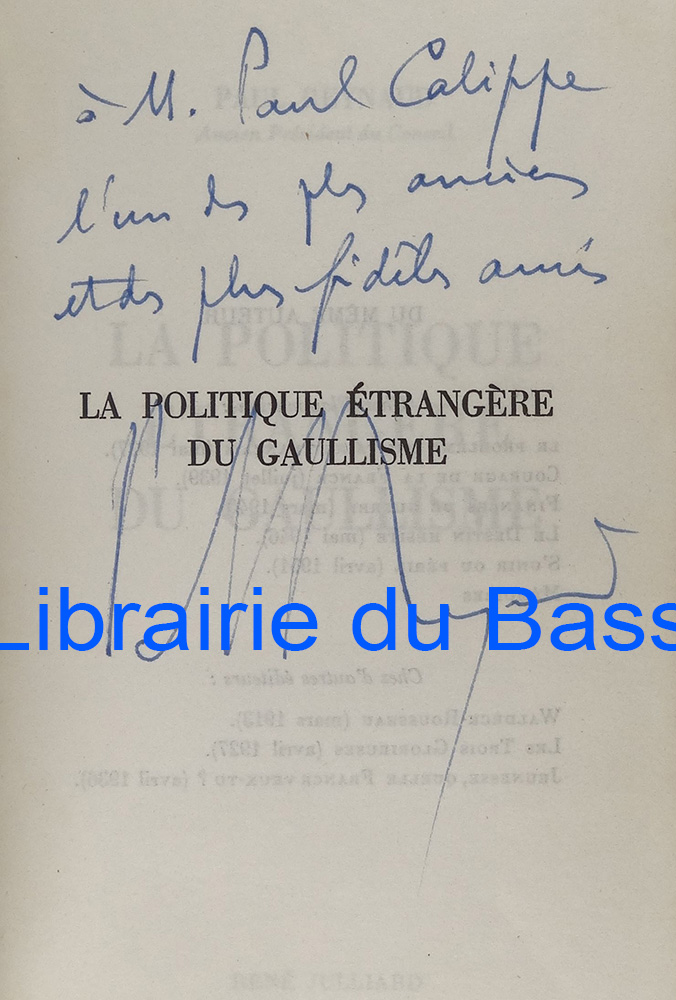 à M. Paul Calippe
l'un des plus anciens
et des plus fidèles amis
LA POLITIQUE ÉTRANGÈRE
DU GAULLISME
Librairie du Bass